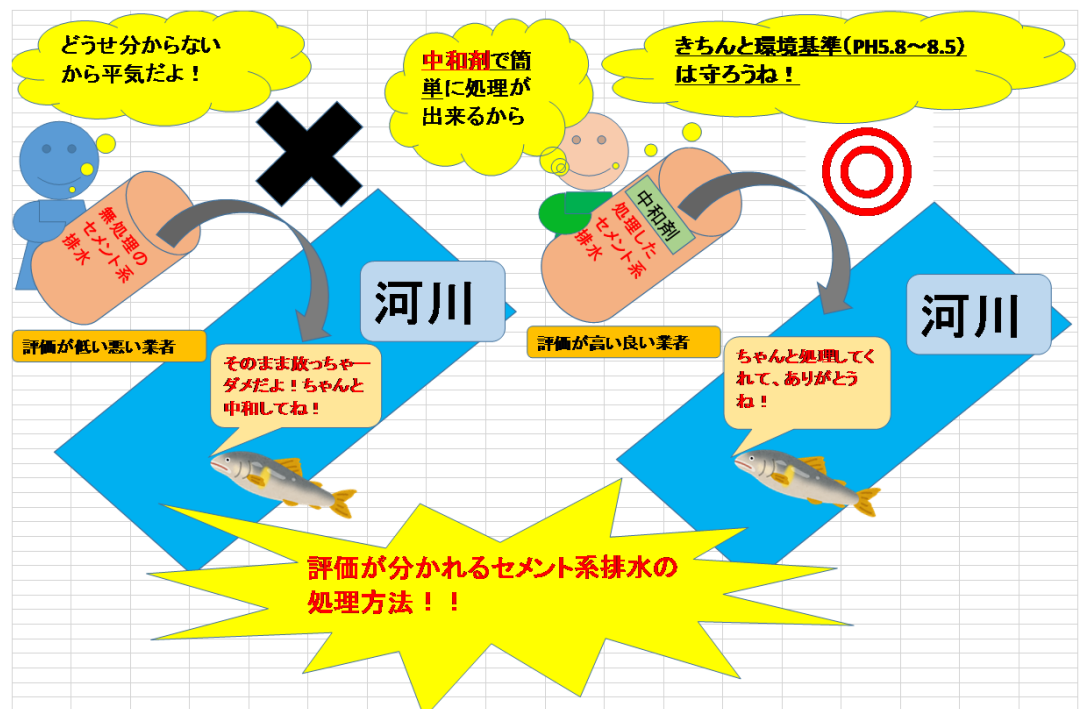 どうせ分からない
から平気だよ！
無処理の
セメント系
排水
評価が低い悪い業者
河川
そのまま放っちゃー
ダメだよ！ちゃんと
中和してね！
中和剤で簡
単に処理が
出来るから
きちんと環境基準（PH5.8～8.5）
は守ろうね！
中和剤
処理した
セメント系
排水
評価が高い良い業者
河川
ちゃんと処理してく
れて、ありがとう
ね！
評価が分かれるセメント系排水の
処理方法！！